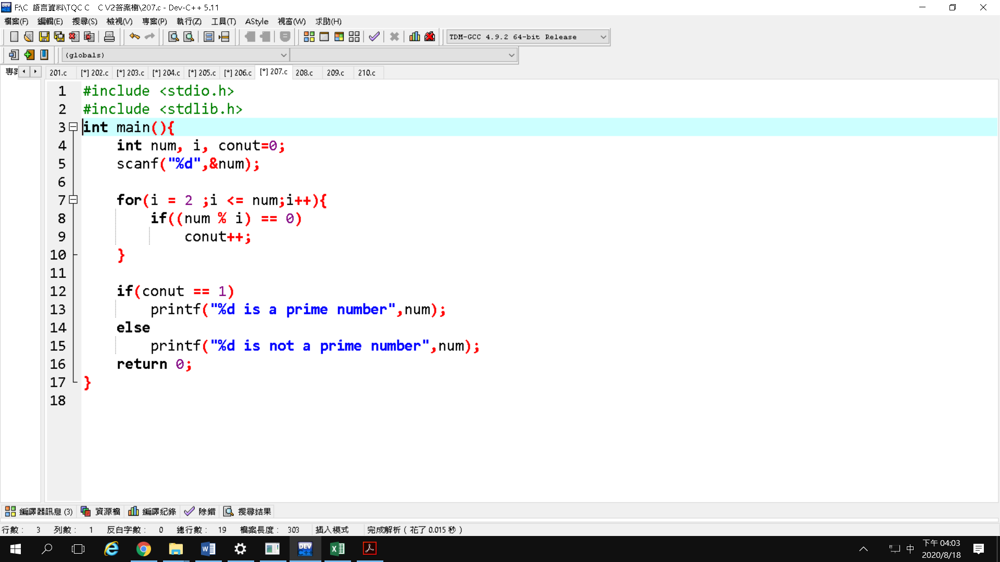 F:\C 語言資料\TQC C    C V2答案檔\207.c - Dev-C++ 5.11
檔案(F) 編輯(E) 搜尋(S) 檢視(V) 專案(P) 執行(Z) 工具(T) AStyle 視窗(W) 求助(H)
TDM-GCC 4.9.2 64-bit Release
(globals)
201.c [*] 202.c [*] 203.c [*] 204.c [*] 205.c [*] 206.c [*] 207.c 208.c 209.c 210.c
1 #include <stdio.h>
2 #include <stdlib.h>
3 int main(){
4     int num, i, conut=0;
5     scanf("%d",&num);
6
7     for(i = 2 ;i <= num;i++){
8         if((num % i) == 0)
9             conut++;
10     }
11
12     if(conut == 1)
13         printf("%d is a prime number",num);
14     else
15         printf("%d is not a prime number",num);
16     return 0;
17 }
18
編譯器訊息 (3) 資源檔 編譯紀錄 除錯 搜尋結果
行數： 3 列數： 1 反白字數： 0 總行數： 19 檔案長度： 303 插入模式 完成解析 ( 花了 0.015 秒 )
中 下午 04:03
2020/8/18